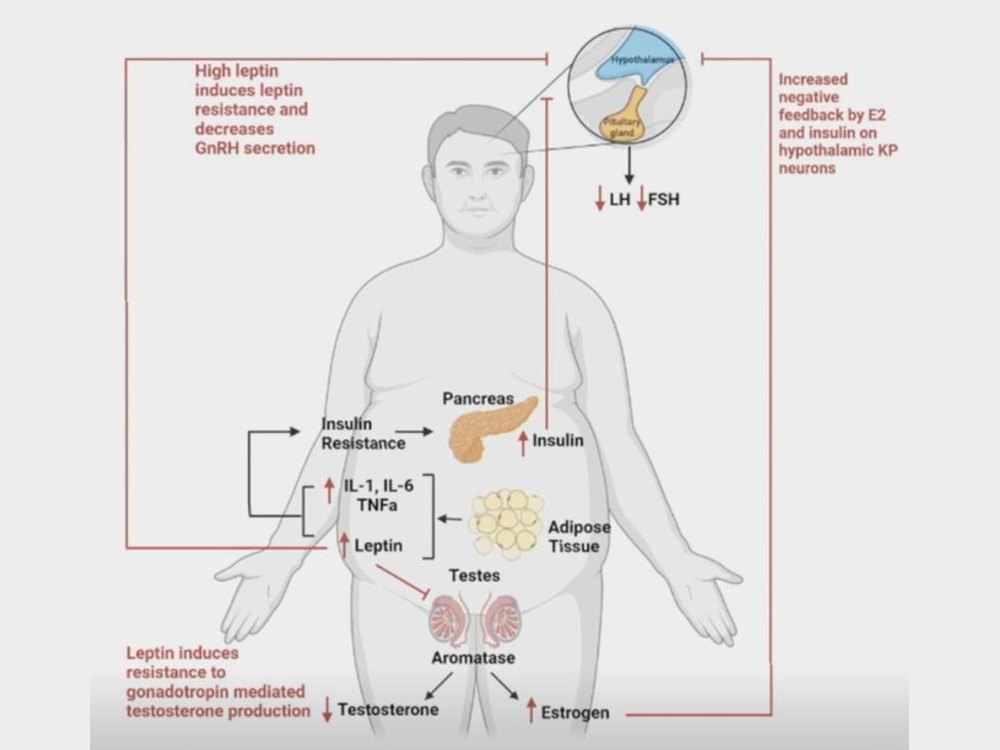 Hypothalamus
Pituitary
gland
High leptin
induces leptin
resistance and
decreases
GnRH secretion
Increased
negative
feedback by E2
and insulin on
hypothalamic KP
neurons
LH FSH
Pancreas
Insulin
Resistance
Insulin
IL-1, IL-6
TNFa
Leptin
Adipose
Tissue
Testes
Aromatase
Leptin induces
resistance to
gonadotropin mediated
testosterone production
Testosterone
Estrogen